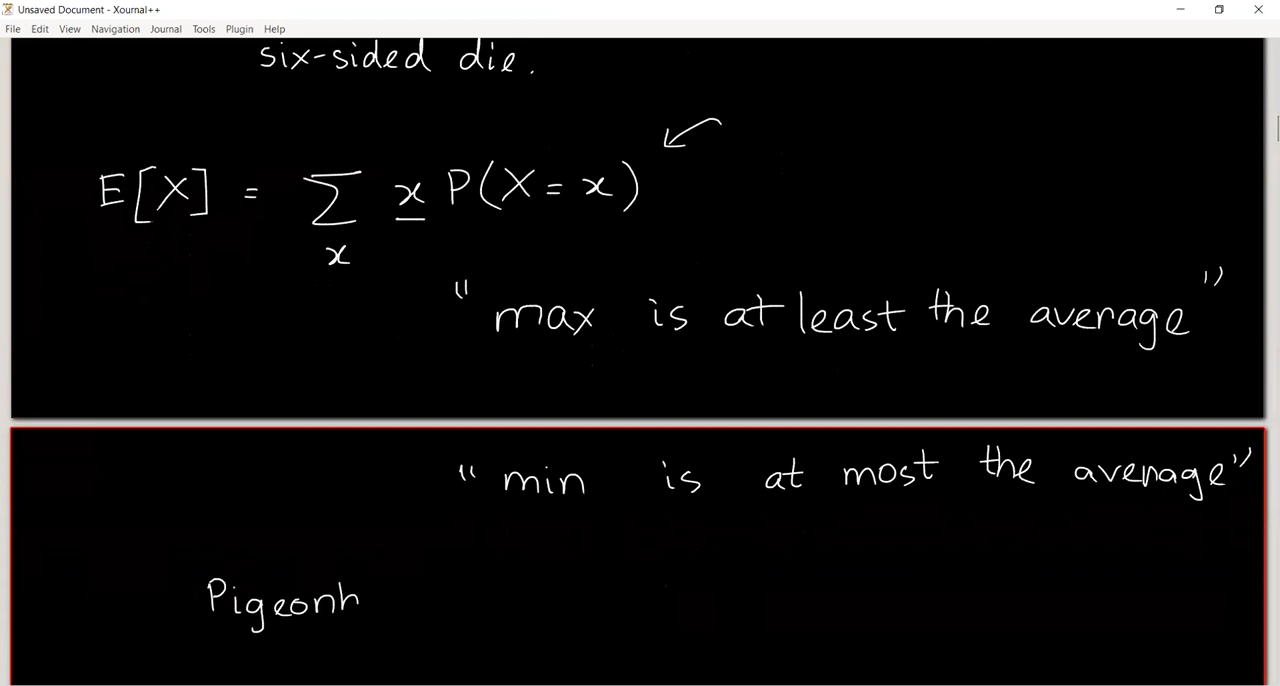 Unsaved Document - Xournal++
File Edit View Navigation Journal Tools Plugin Help
six-sided die.
E[X] = ∑ x P(X = x)
x
"max is at least the average"
"min is at most the average"
Pigeonh